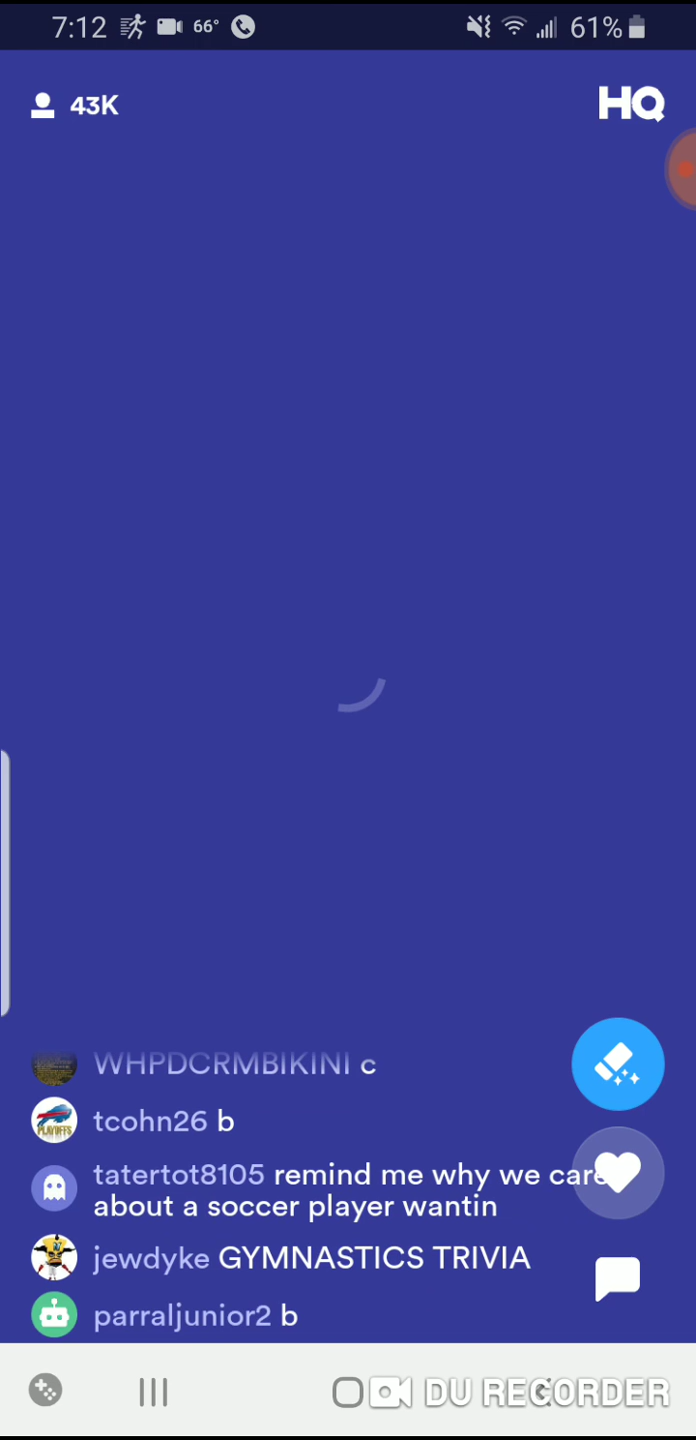 7:12 66° 61%
43K HQ
WHPDCRMBIKINI c
tcohn26 b
tatertot8105 remind me why we care
about a soccer player wantin
jewdyke GYMNASTICS TRIVIA
parraljunior2 b
DU RECORDER